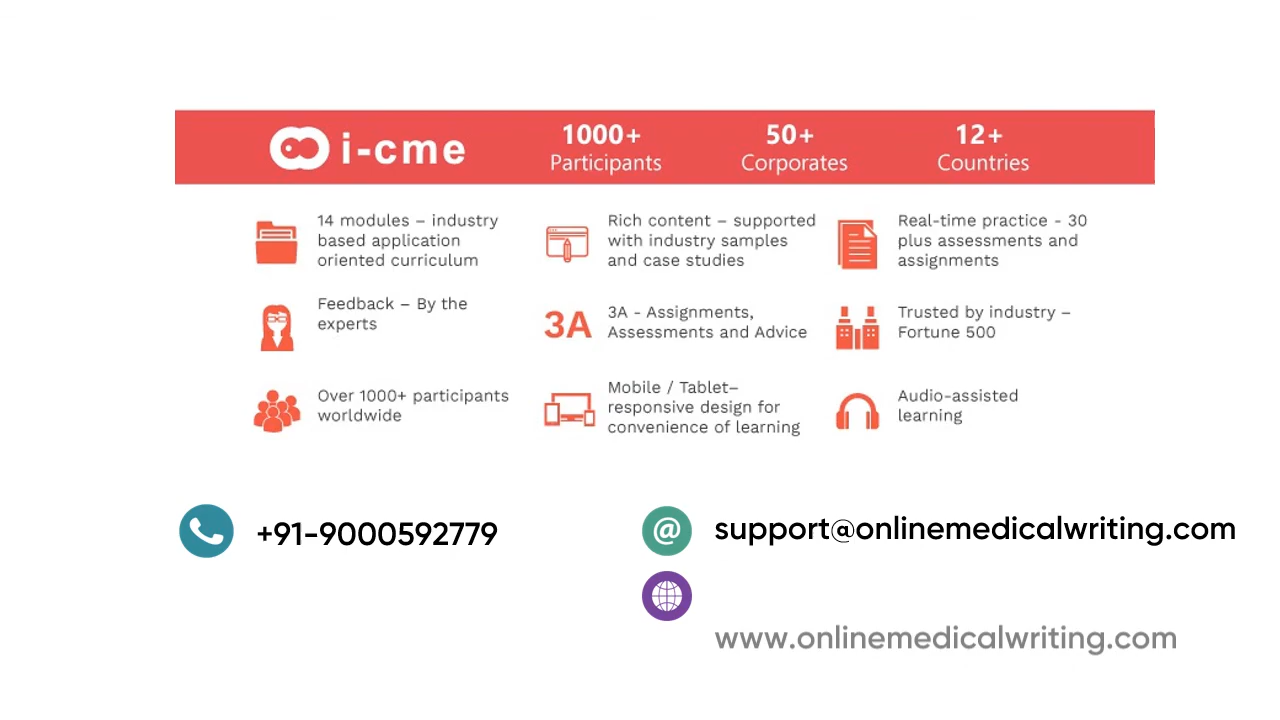 i-cme
1000+
Participants
50+
Corporates
12+
Countries
14 modules – industry
based application
oriented curriculum
Rich content – supported
with industry samples
and case studies
Real-time practice - 30
plus assessments and
assignments
Feedback – By the
experts
3A
3A - Assignments,
Assessments and Advice
Trusted by industry –
Fortune 500
Over 1000+ participants
worldwide
Mobile / Tablet–
responsive design for
convenience of learning
Audio-assisted
learning
+91-9000592779
@
support@onlinemedicalwriting.com
www.onlinemedicalwriting.com